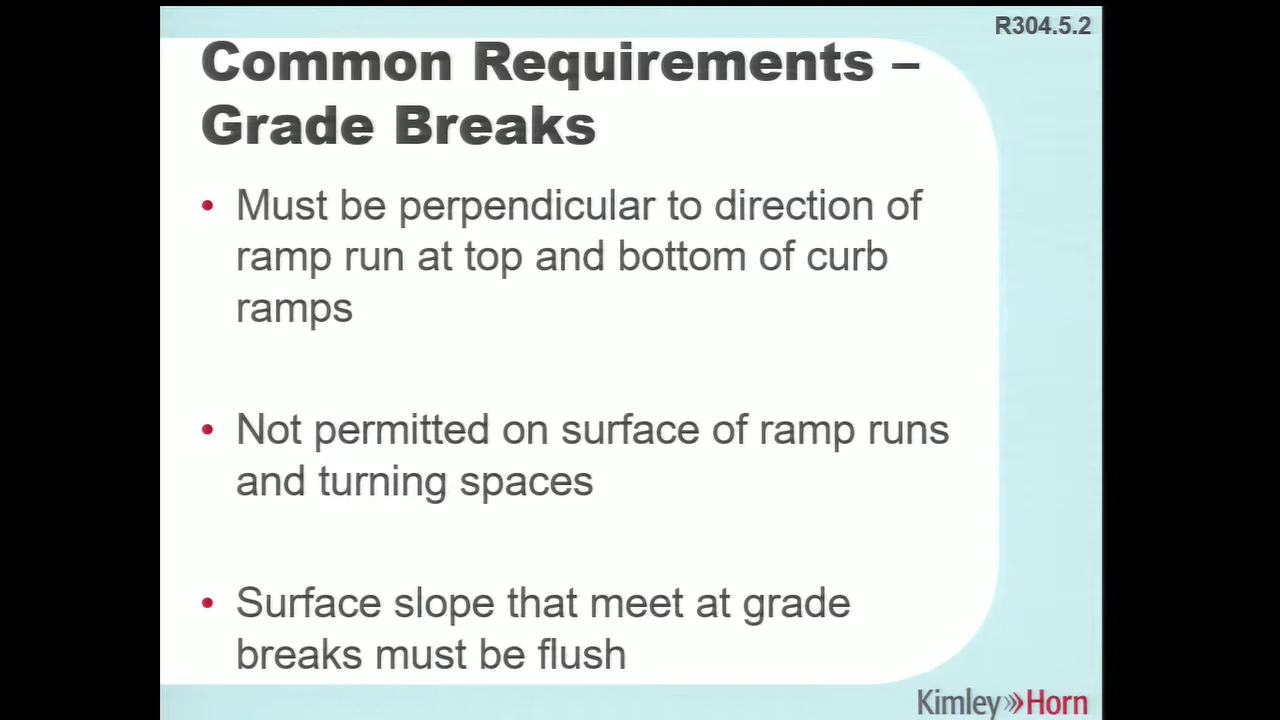 R304.5.2
Common Requirements –
Grade Breaks
• Must be perpendicular to direction of
ramp run at top and bottom of curb
ramps
• Not permitted on surface of ramp runs
and turning spaces
• Surface slope that meet at grade
breaks must be flush
Kimley»Horn